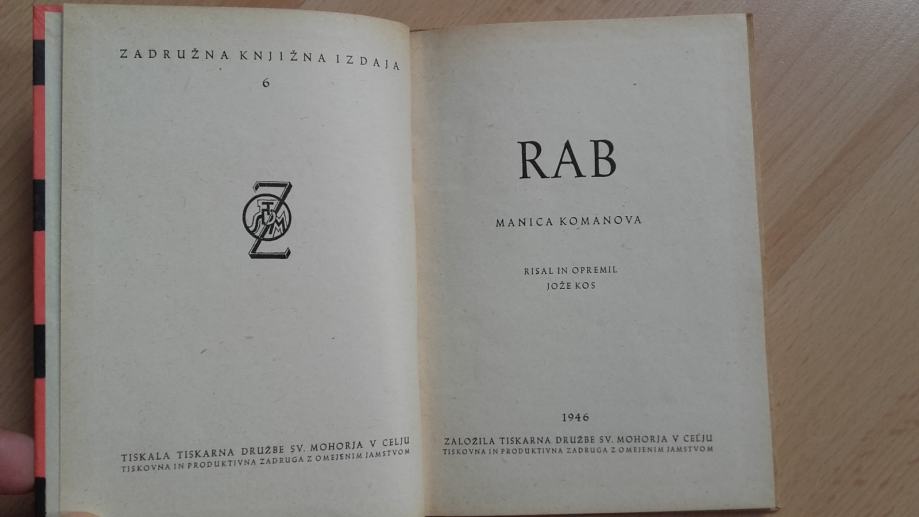 ZADRUŽNA KNJIŽNA IZDAJA
6
TISKALA TISKARNA DRUŽBE SV. MOHORJA V CELJU
TISKOVNA IN PRODUKTIVNA ZADRUGA Z OMEJENIM JAMSTVOM
RAB
MANICA KOMANOVA
RISAL IN OPREMIL
JOŽE KOS
1946
ZALOŽILA TISKARNA DRUŽBE SV. MOHORJA V CELJU
TISKOVNA IN PRODUKTIVNA ZADRUGA Z OMEJENIM JAMSTVOM